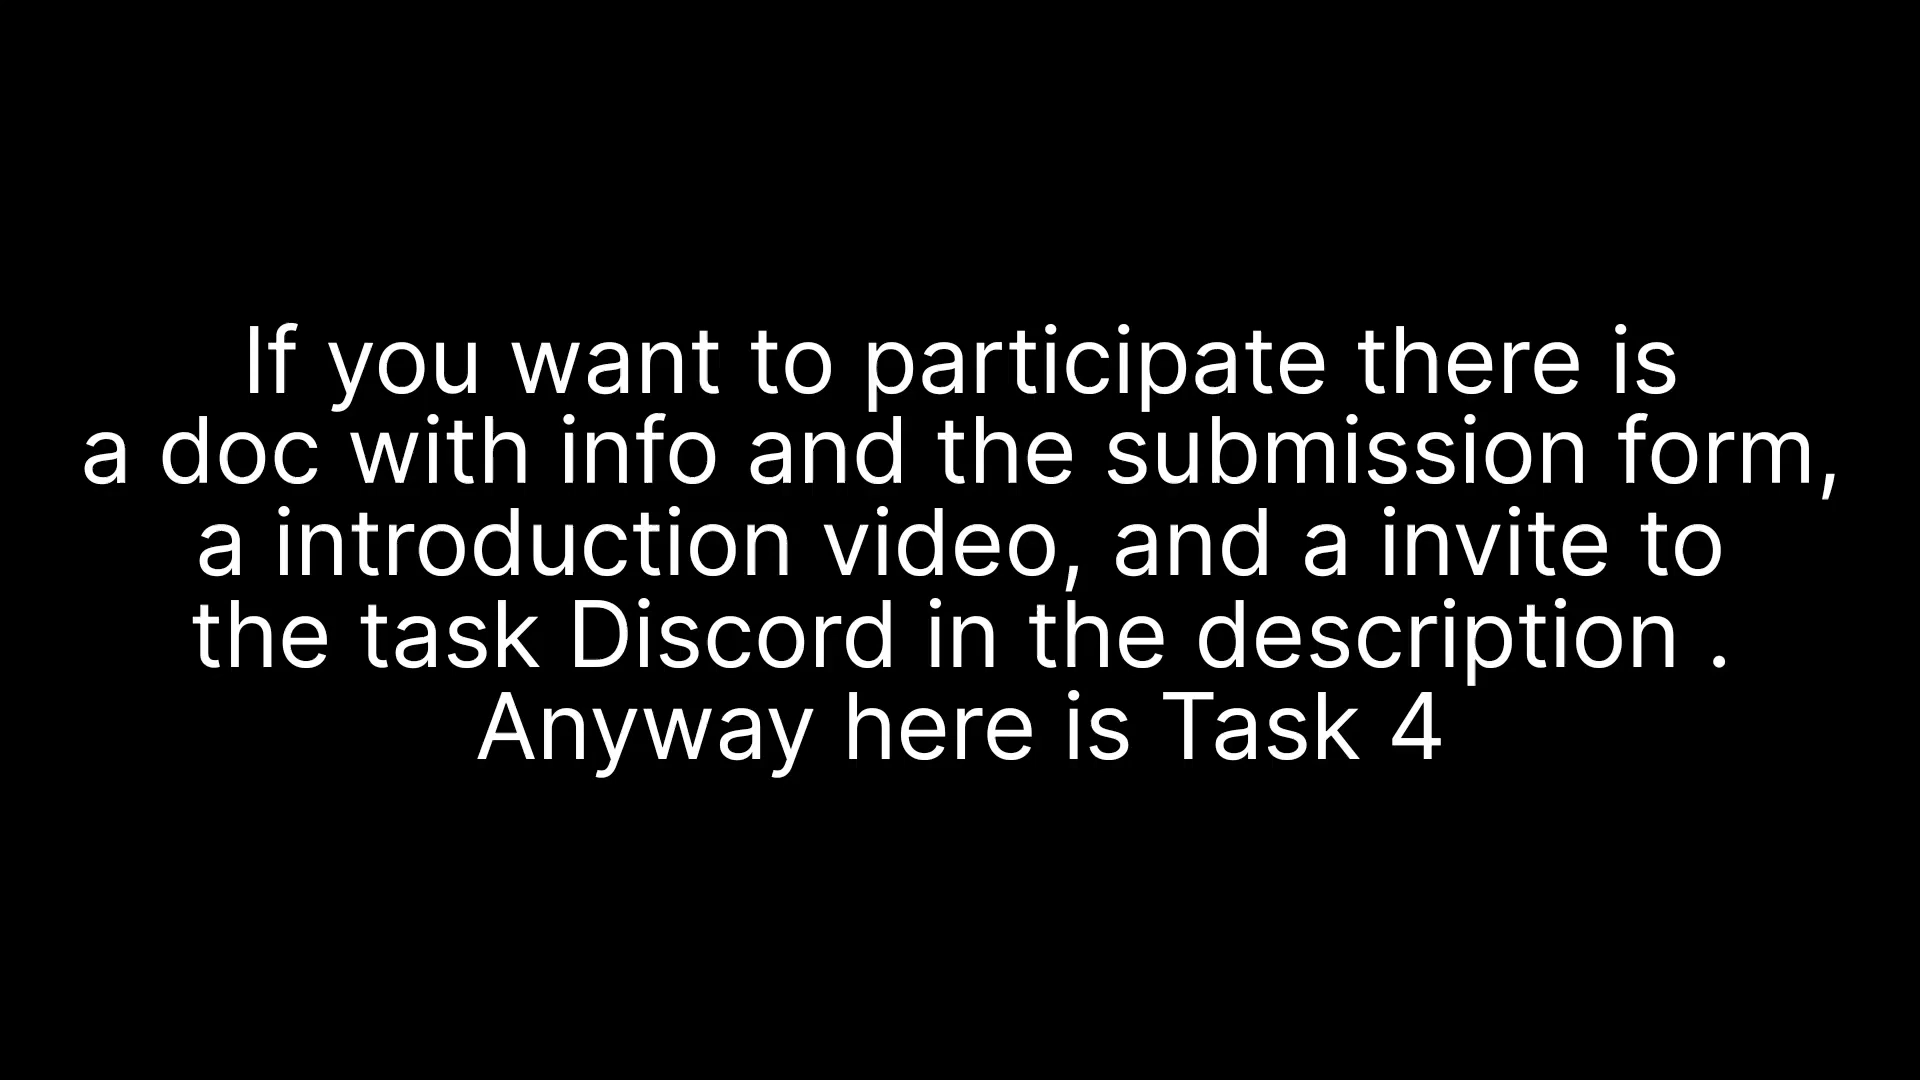 If you want to participate there is
a doc with info and the submission form,
a introduction video, and a invite to
the task Discord in the description .
Anyway here is Task 4